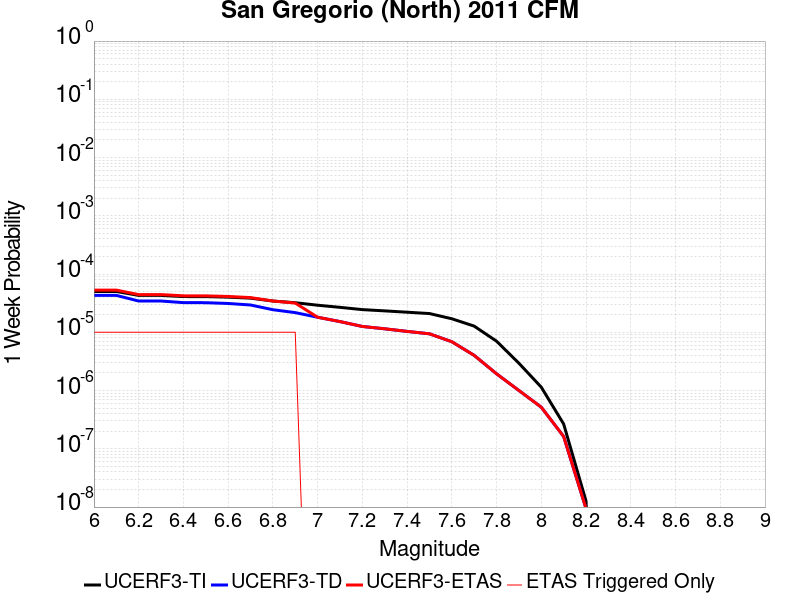 San Gregorio (North) 2011 CFM
10^0
10^-1
10^-2
10^-3
10^-4
10^-5
10^-6
10^-7
10^-8
1 Week Probability
6 6.2 6.4 6.6 6.8 7 7.2 7.4 7.6 7.8 8 8.2 8.4 8.6 8.8 9
Magnitude
UCERF3-TI UCERF3-TD UCERF3-ETAS ETAS Triggered Only